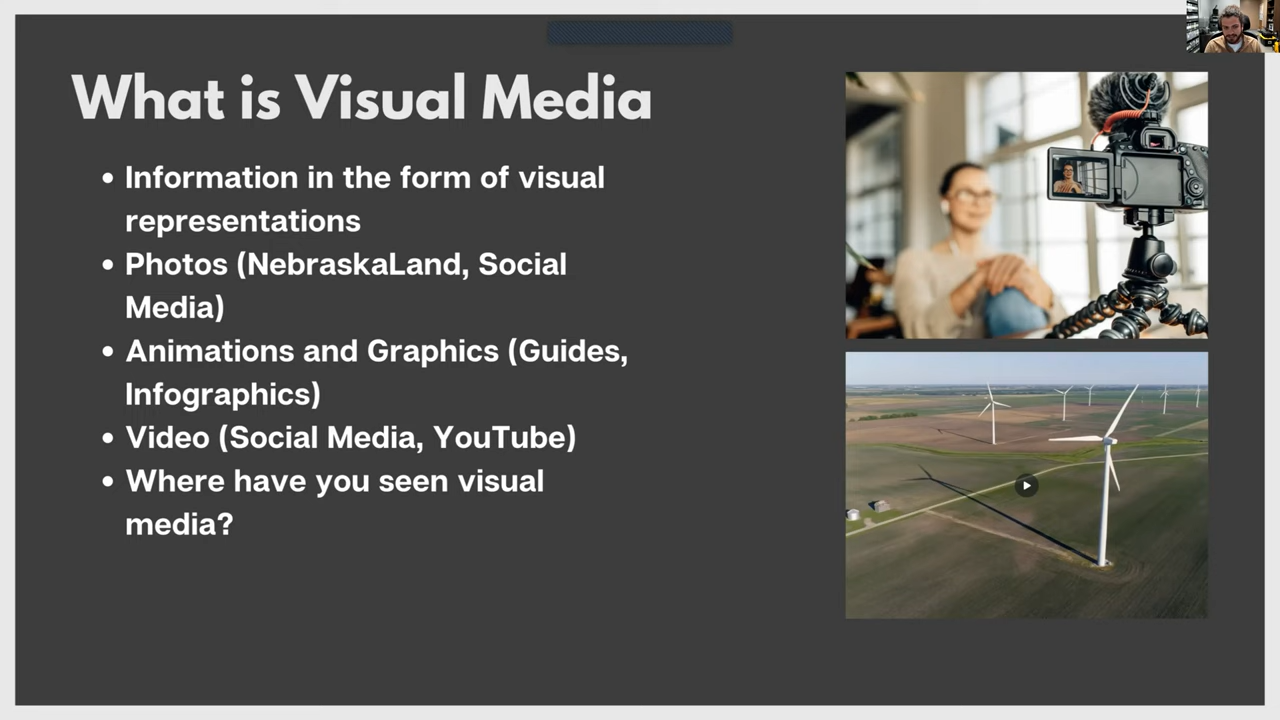 What is Visual Media
• Information in the form of visual
representations
• Photos (NebraskaLand, Social
Media)
• Animations and Graphics (Guides,
Infographics)
• Video (Social Media, YouTube)
• Where have you seen visual
media?